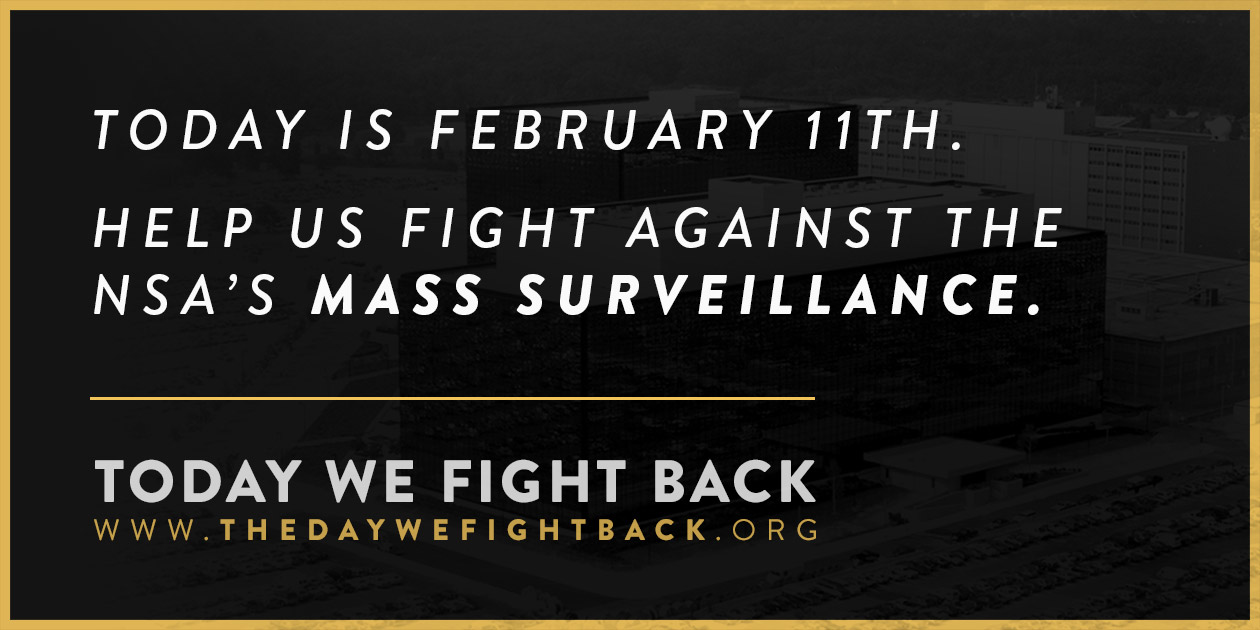 TODAY IS FEBRUARY 11TH.
HELP US FIGHT AGAINST THE
NSA’S MASS SURVEILLANCE.
TODAY WE FIGHT BACK
WWW.THEDAYWEFIGHTBACK.ORG